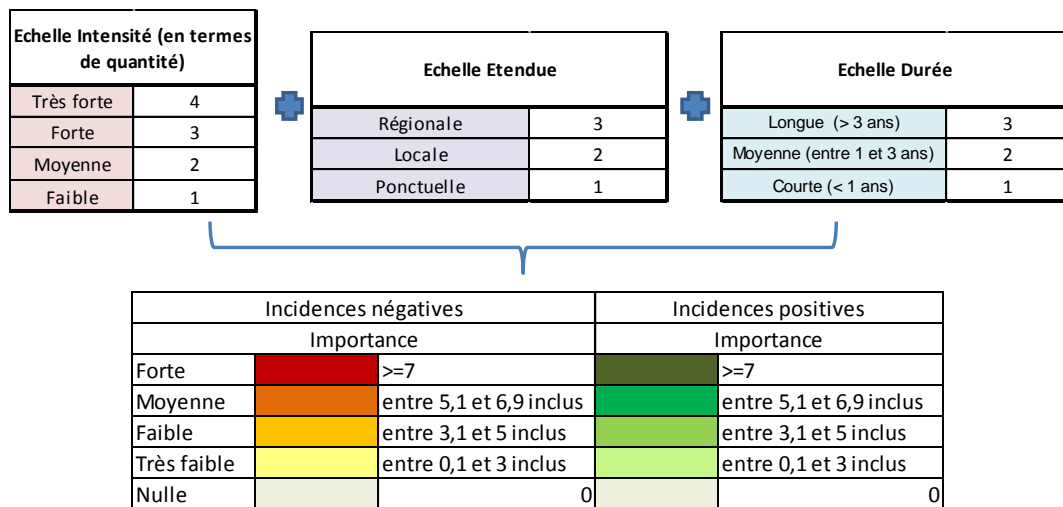 Echelle Intensité (en termes
de quantité)
Très forte 4
Forte 3
Moyenne 2
Faible 1
Echelle Etendue
Régionale 3
Locale 2
Ponctuelle 1
Echelle Durée
Longue (> 3 ans) 3
Moyenne (entre 1 et 3 ans) 2
Courte (< 1 ans) 1
Incidences négatives Incidences positives
Importance Importance
Forte >=7 >=7
Moyenne entre 5,1 et 6,9 inclus entre 5,1 et 6,9 inclus
Faible entre 3,1 et 5 inclus entre 3,1 et 5 inclus
Très faible entre 0,1 et 3 inclus entre 0,1 et 3 inclus
Nulle 0 0